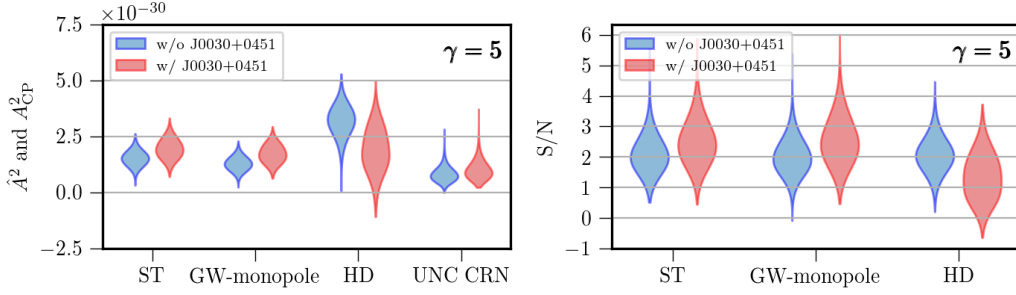 ×10⁻³⁰
7.5
5.0
2.5
0.0
−2.5
Â² and A²_CP
w/o J0030+0451
w/ J0030+0451
γ = 5
ST
GW-monopole
HD
UNC CRN
6
5
4
3
2
1
0
−1
S/N
w/o J0030+0451
w/ J0030+0451
γ = 5
ST
GW-monopole
HD